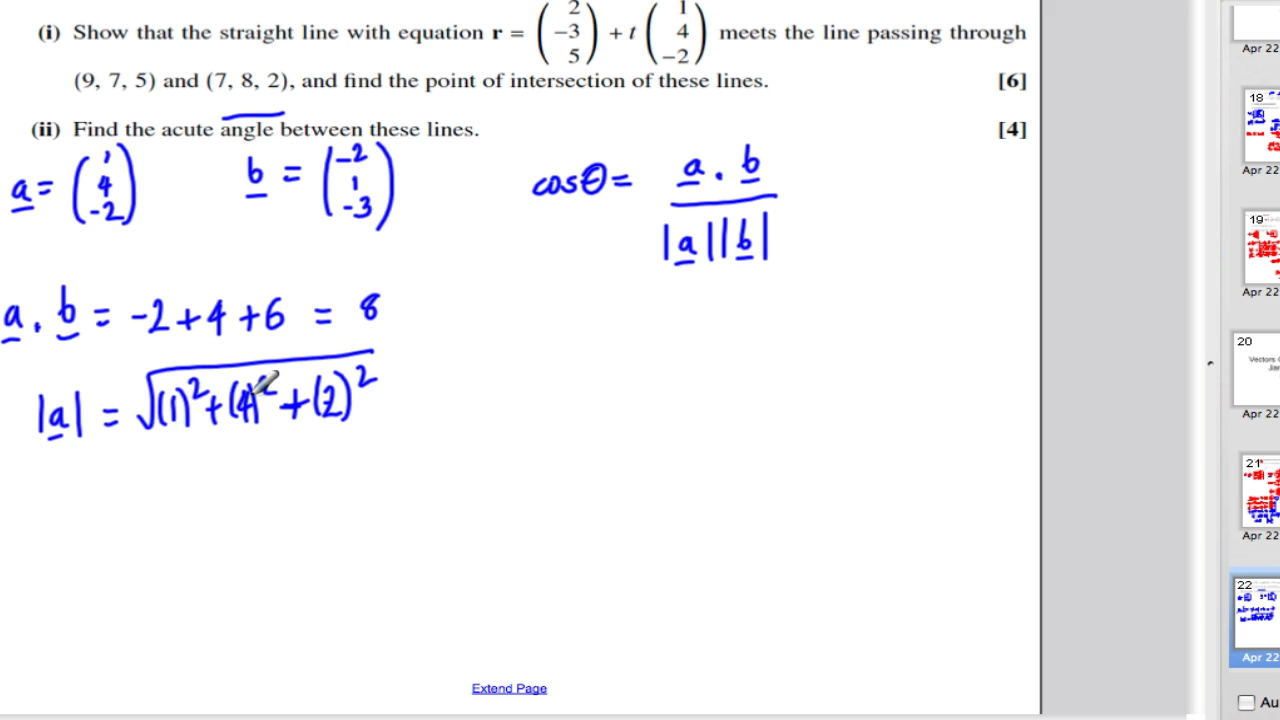 (i) Show that the straight line with equation r = (2 −3 5) + t (1 4 −2) meets the line passing through
(9, 7, 5) and (7, 8, 2), and find the point of intersection of these lines. [6]
(ii) Find the acute angle between these lines. [4]
a = (1 4 -2) b = (-2 1 -3) cosθ = a . b / |a||b|
a . b = -2 + 4 + 6 = 8
|a| = √(1)² + (4)² + (2)²
Extend Page
Apr 22
18
Apr 22
19
Apr 22
20
Vectors
Apr 22
21
Apr 22
22
Apr 22
Au